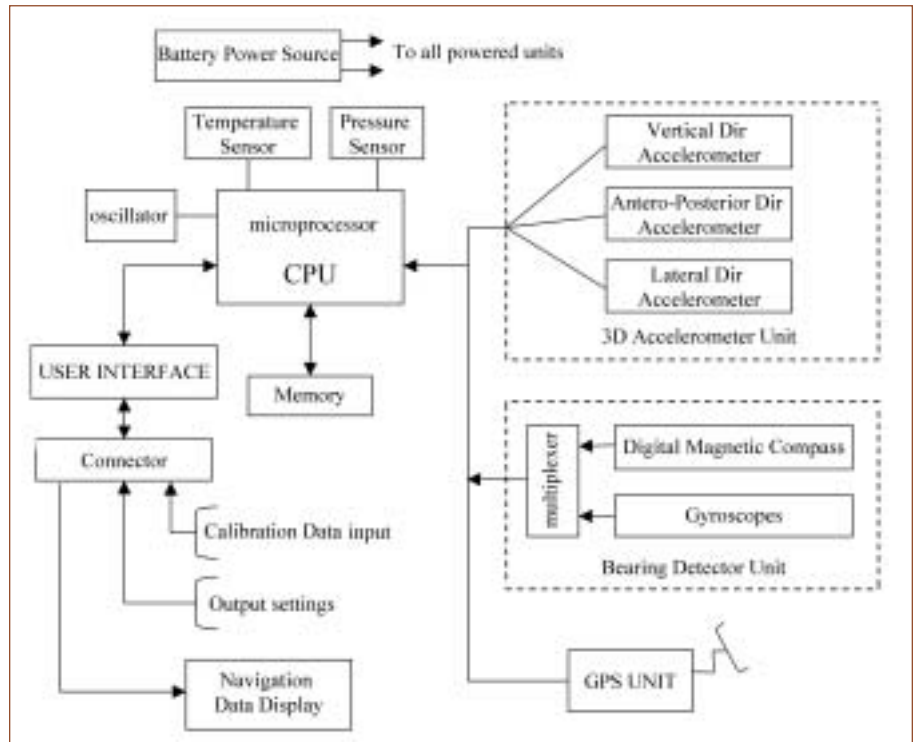 Battery Power Source
To all powered units
Temperature
Sensor
Pressure
Sensor
oscillator
microprocessor
CPU
USER INTERFACE
Memory
Connector
Calibration Data input
Output settings
Navigation
Data Display
Vertical Dir
Accelerometer
Antero-Posterior Dir
Accelerometer
Lateral Dir
Accelerometer
3D Accelerometer Unit
multiplexer
Digital Magnetic Compass
Gyroscopes
Bearing Detector Unit
GPS UNIT